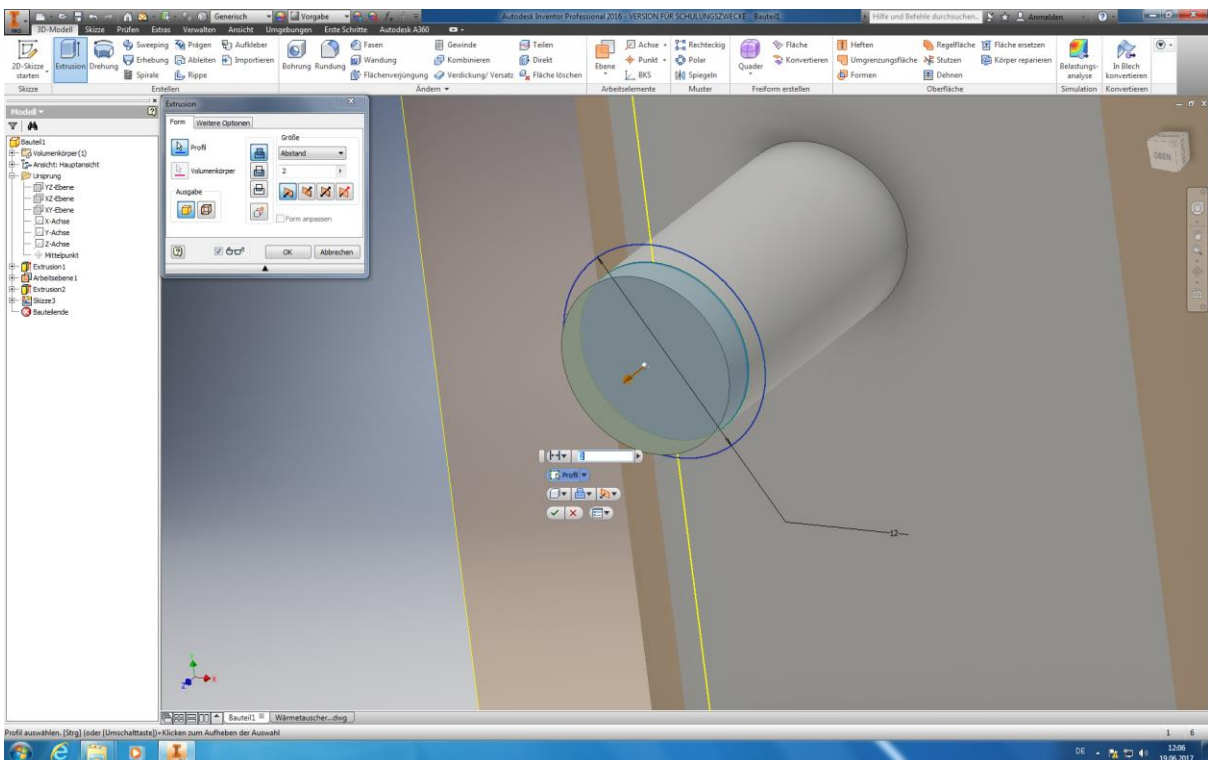 Generisch Vorgabe Autodesk Inventor Professional 2016 - VERSION FÜR SCHULUNGSZWECKE Bauteil1 Hilfe und Befehle durchsuchen... Anmelden
PRO 3D-Modell Skizze Prüfen Extras Verwalten Ansicht Umgebungen Erste Schritte Autodesk A360
2D-Skizze starten
Extrusion
Drehung
Sweeping Prägen Aufkleber
Erhebung Ableiten Importieren
Spirale Rippe
Bohrung Rundung
Fasen Gewinde Teilen
Wandung Kombinieren Direkt
Flächenverjüngung Verdickung/ Versatz Fläche löschen
Ebene
Achse
Punkt
BKS
Rechteckig
Polar
Spiegeln
Quader
Fläche
Konvertieren
Heften Regelfläche Fläche ersetzen
Umgrenzungsfläche Stutzen Körper reparieren
Formen Dehnen
Belastungs-
analyse
In Blech
konvertieren
Skizze Erstellen Ändern Arbeitselemente Muster Freiform erstellen Oberfläche Simulation Konvertieren
Modell
Bauteil1
Volumenkörper(1)
Ansicht: Hauptansicht
Ursprung
YZ-Ebene
XZ-Ebene
XY-Ebene
X-Achse
Y-Achse
Z-Achse
Mittelpunkt
Extrusion1
Arbeitsebene1
Extrusion2
Skizze3
Bauteilende
Extrusion
Form Weitere Optionen
Profil
Volumenkörper
Ausgabe
Größe
Abstand
2
Form anpassen
OK Abbrechen
OBEN
Profil
12
Y
X
Z
Bauteil1 Wärmetauscher...dwg
Profil auswählen. [Strg] (oder [Umschalttaste])+Klicken zum Aufheben der Auswahl 1 6
DE 12:06
19.06.2017